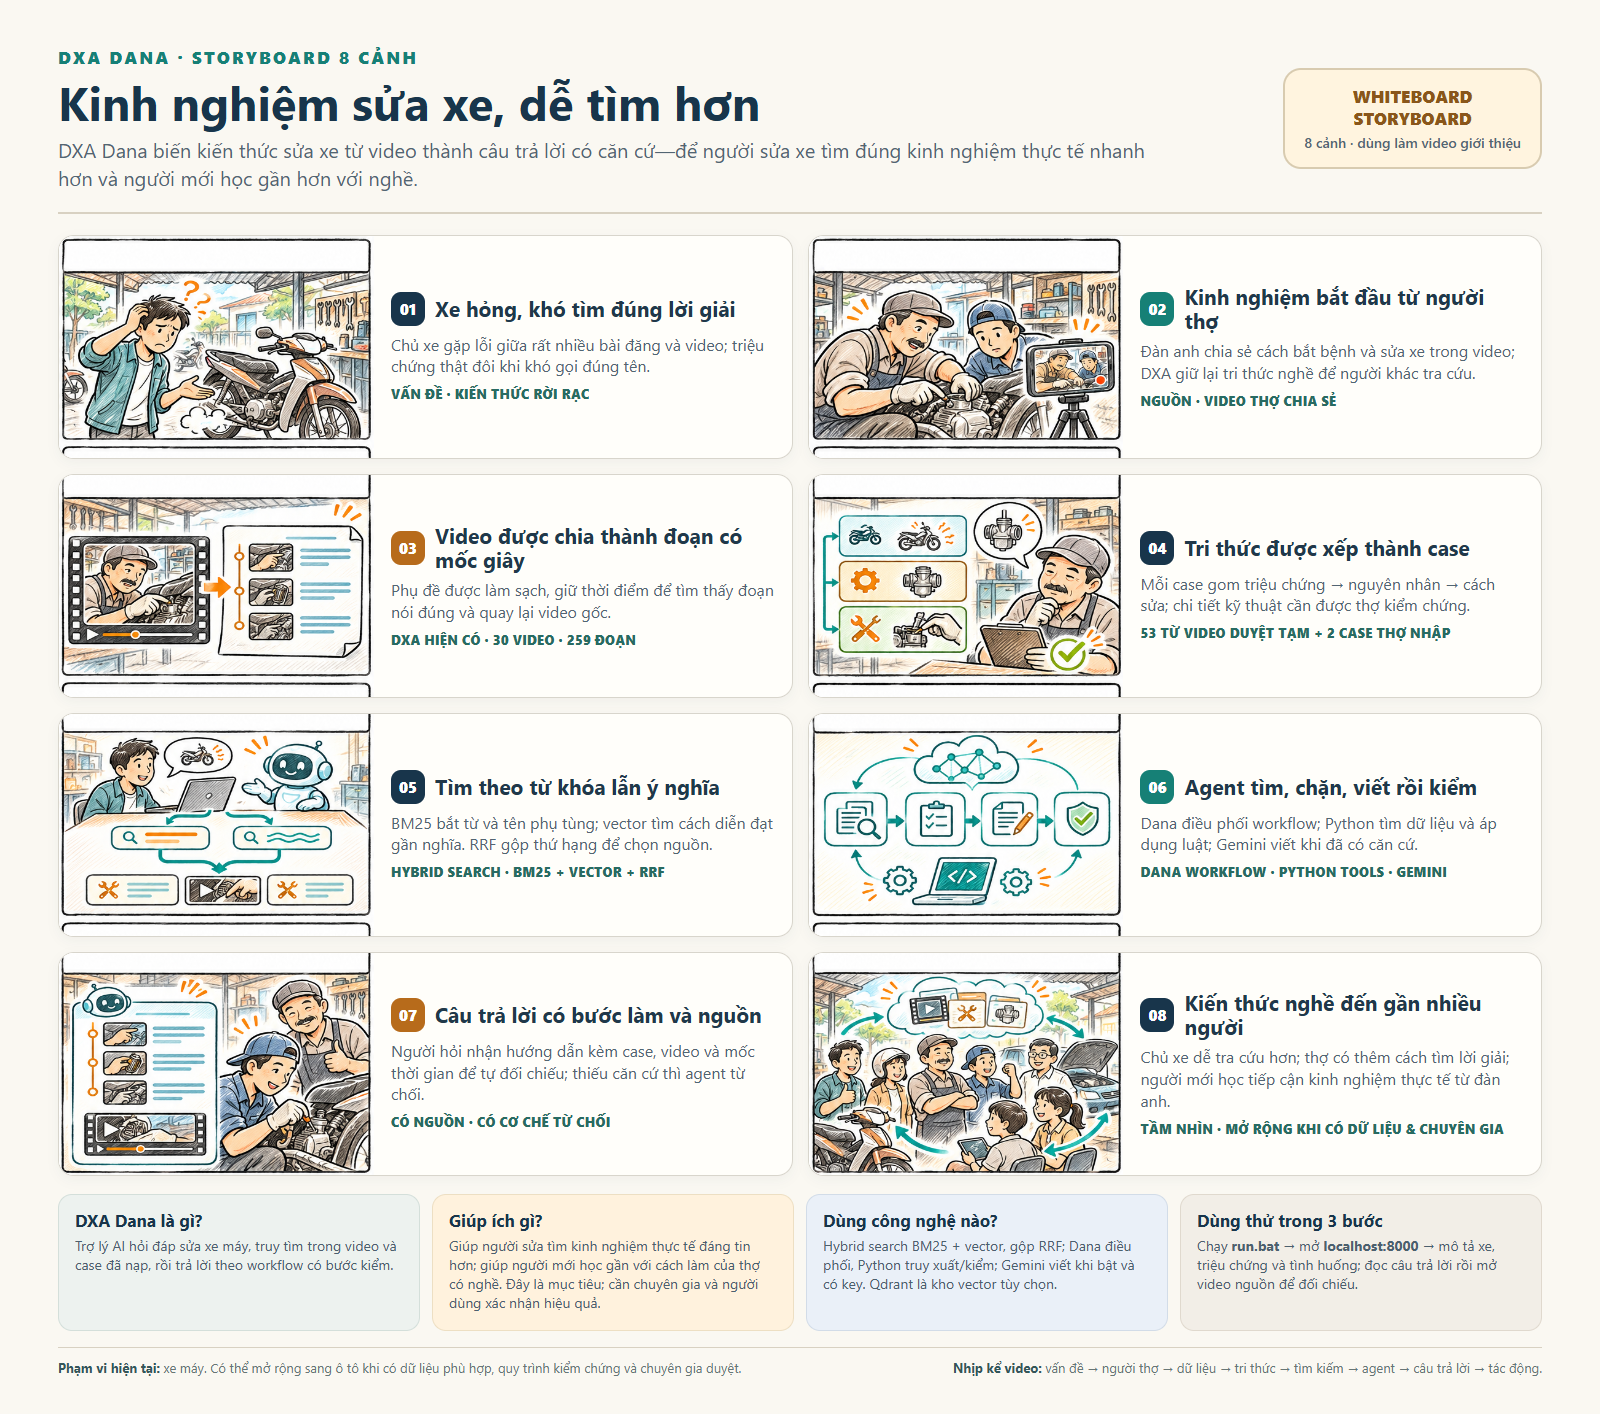 DXA DANA · STORYBOARD 8 CẢNH
Kinh nghiệm sửa xe, dễ tìm hơn
DXA Dana biến kiến thức sửa xe từ video thành câu trả lời có căn cứ—để người sửa xe tìm đúng kinh nghiệm thực tế nhanh
hơn và người mới học gần hơn với nghề.
WHITEBOARD
STORYBOARD
8 cảnh · dùng làm video giới thiệu
??
01 Xe hỏng, khó tìm đúng lời giải
Chủ xe gặp lỗi giữa rất nhiều bài đăng và video; triệu
chứng thật đôi khi khó gọi đúng tên.
VẤN ĐỀ · KIẾN THỨC RỜI RẠC
02 Kinh nghiệm bắt đầu từ người
thợ
Đàn anh chia sẻ cách bắt bệnh và sửa xe trong video;
DXA giữ lại tri thức nghề để người khác tra cứu.
NGUỒN · VIDEO THỢ CHIA SẺ
03 Video được chia thành đoạn có
mốc giây
Phụ đề được làm sạch, giữ thời điểm để tìm thấy đoạn
nói đúng và quay lại video gốc.
DXA HIỆN CÓ · 30 VIDEO · 259 ĐOẠN
04 Tri thức được xếp thành case
Mỗi case gom triệu chứng → nguyên nhân → cách
sửa; chi tiết kỹ thuật cần được thợ kiểm chứng.
53 TỪ VIDEO DUYỆT TẠM + 2 CASE THỢ NHẬP
05 Tìm theo từ khóa lẫn ý nghĩa
BM25 bắt từ và tên phụ tùng; vector tìm cách diễn đạt
gần nghĩa. RRF gộp thứ hạng để chọn nguồn.
HYBRID SEARCH · BM25 + VECTOR + RRF
</>
06 Agent tìm, chặn, viết rồi kiểm
Dana điều phối workflow; Python tìm dữ liệu và áp
dụng luật; Gemini viết khi đã có căn cứ.
DANA WORKFLOW · PYTHON TOOLS · GEMINI
07 Câu trả lời có bước làm và nguồn
Người hỏi nhận hướng dẫn kèm case, video và mốc
thời gian để tự đối chiếu; thiếu căn cứ thì agent từ
chối.
CÓ NGUỒN · CÓ CƠ CHẾ TỪ CHỐI
08 Kiến thức nghề đến gần nhiều
người
Chủ xe dễ tra cứu hơn; thợ có thêm cách tìm lời giải;
người mới học tiếp cận kinh nghiệm thực tế từ đàn
anh.
TẦM NHÌN · MỞ RỘNG KHI CÓ DỮ LIỆU & CHUYÊN GIA
DXA Dana là gì?
Trợ lý AI hỏi đáp sửa xe máy, truy tìm trong video và
case đã nạp, rồi trả lời theo workflow có bước kiểm.
Giúp ích gì?
Giúp người sửa tìm kinh nghiệm thực tế đáng tin
hơn; giúp người mới học gần với cách làm của thợ
có nghề. Đây là mục tiêu; cần chuyên gia và người
dùng xác nhận hiệu quả.
Dùng công nghệ nào?
Hybrid search BM25 + vector, gộp RRF; Dana điều
phối, Python truy xuất/kiểm; Gemini viết khi bật và
có key. Qdrant là kho vector tùy chọn.
Dùng thử trong 3 bước
Chạy run.bat → mở localhost:8000 → mô tả xe,
triệu chứng và tình huống; đọc câu trả lời rồi mở
video nguồn để đối chiếu.
Phạm vi hiện tại: xe máy. Có thể mở rộng sang ô tô khi có dữ liệu phù hợp, quy trình kiểm chứng và chuyên gia duyệt.
Nhịp kể video: vấn đề → người thợ → dữ liệu → tri thức → tìm kiếm → agent → câu trả lời → tác động.